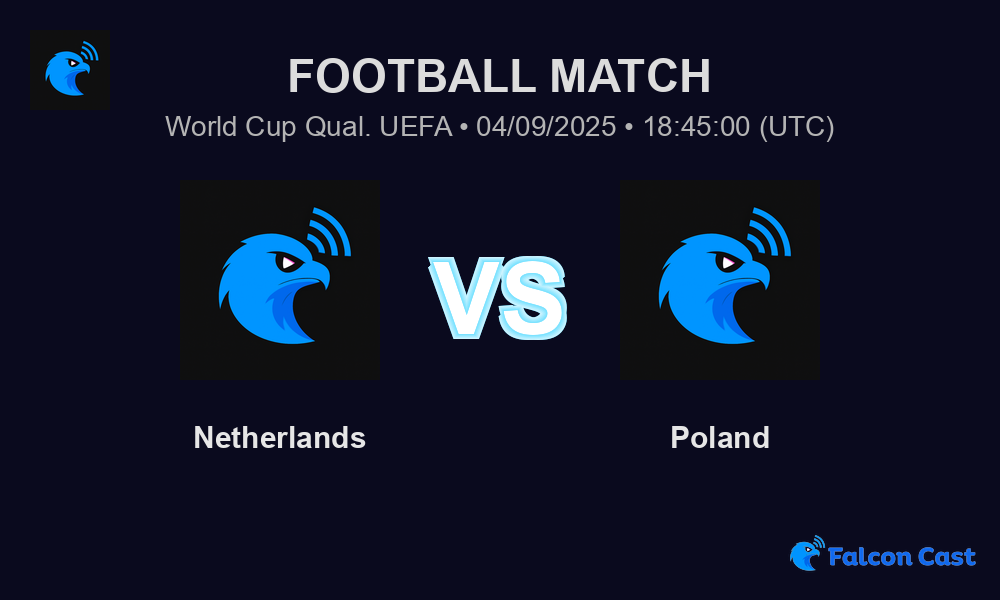 FOOTBALL MATCH
World Cup Qual. UEFA • 04/09/2025 • 18:45:00 (UTC)
VS
Netherlands
Poland
Falcon Cast